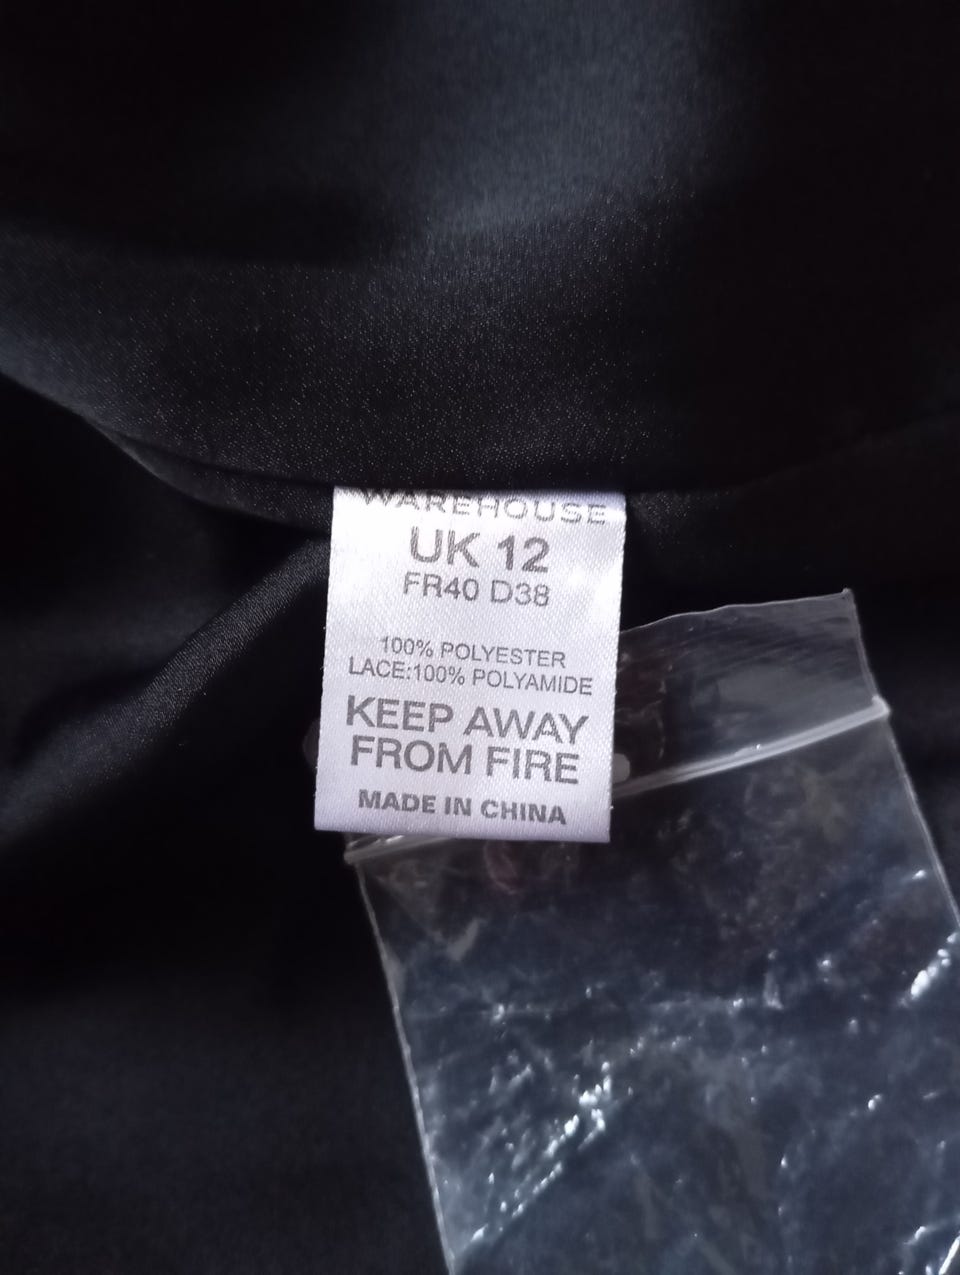 WAREHOUSE
UK 12
FR40 D38
100% POLYESTER
LACE:100% POLYAMIDE
KEEP AWAY
FROM FIRE
MADE IN CHINA